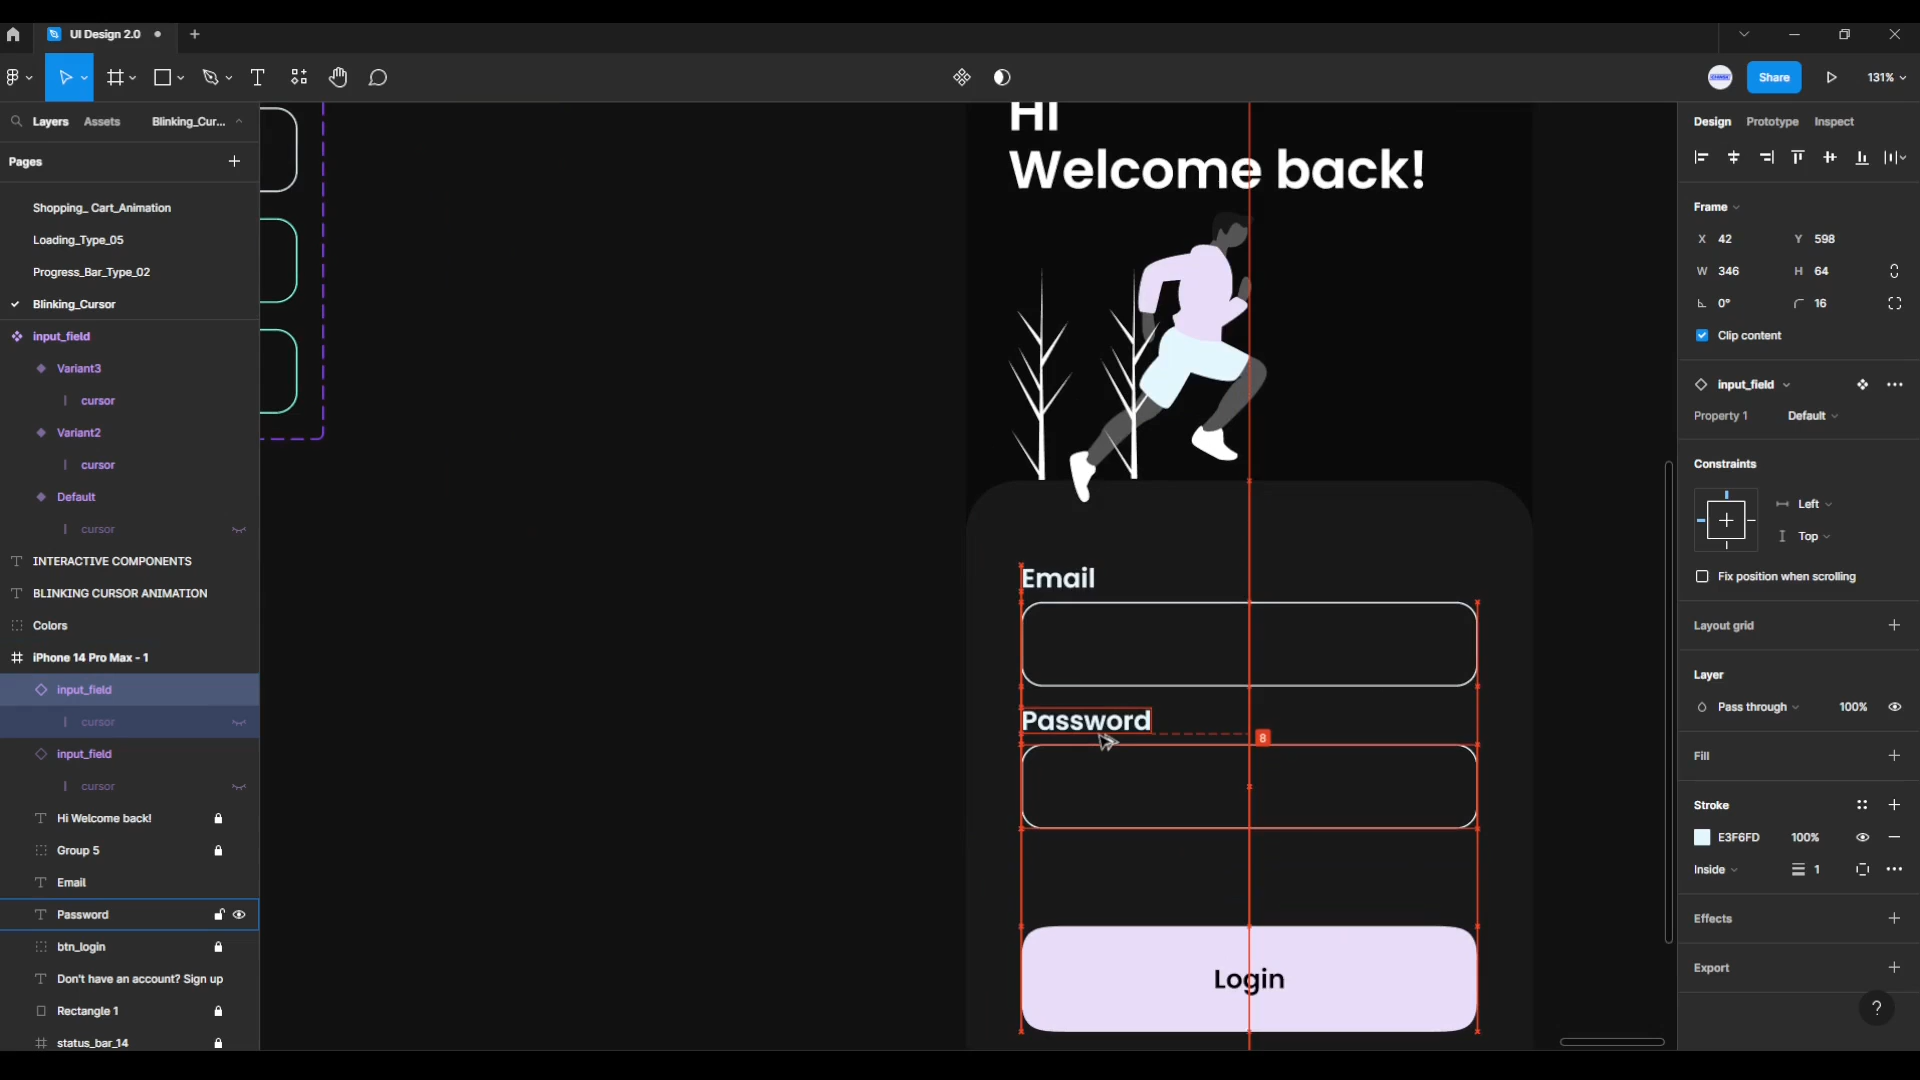 UI Design 2.0
Share
131%
Layers
Assets
Blinking_Cur...
Pages
Shopping_ Cart_Animation
Loading_Type_05
Progress_Bar_Type_02
Blinking_Cursor
input_field
Variant3
cursor
Variant2
cursor
Default
cursor
INTERACTIVE COMPONENTS
BLINKING CURSOR ANIMATION
Colors
iPhone 14 Pro Max - 1
input_field
cursor
input_field
cursor
Hi Welcome back!
Group 5
Email
Password
btn_login
Don't have an account? Sign up
Rectangle 1
status_bar_14
Hi
Welcome back!
Email
Password
8
Login
Design
Prototype
Inspect
Frame
X 42
Y 598
W 346
H 64
0°
16
Clip content
input_field
Property 1
Default
Constraints
Left
Top
Fix position when scrolling
Layout grid
Layer
Pass through
100%
Fill
Stroke
E3F6FD
100%
Inside
1
Effects
Export
?